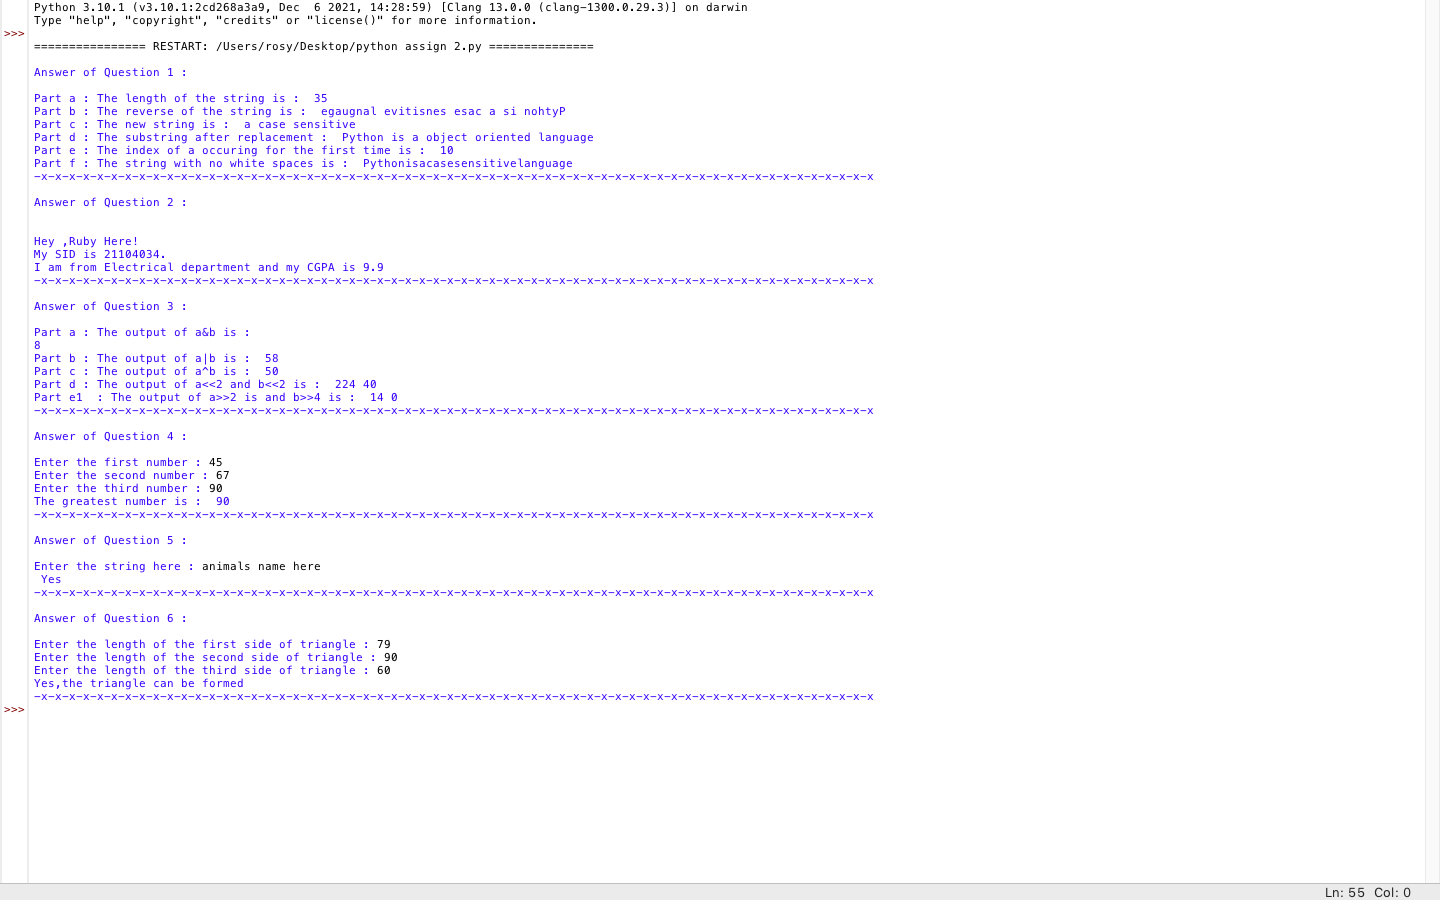 Python 3.10.1 (v3.10.1:2cd268a3a9, Dec  6 2021, 14:28:59) [Clang 13.0.0 (clang-1300.0.29.3)] on darwin
Type "help", "copyright", "credits" or "license()" for more information.
>>>
================ RESTART: /Users/rosy/Desktop/python assign 2.py ===============
Answer of Question 1 :
Part a : The length of the string is :  35
Part b : The reverse of the string is :  egaugnal evitisnes esac a si nohtyP
Part c : The new string is :  a case sensitive
Part d : The substring after replacement :  Python is a object oriented language
Part e : The index of a occuring for the first time is :  10
Part f : The string with no white spaces is :  Pythonisacasesensitivelanguage
-x-x-x-x-x-x-x-x-x-x-x-x-x-x-x-x-x-x-x-x-x-x-x-x-x-x-x-x-x-x-x-x-x-x-x-x-x-x-x-x-x-x-x-x-x-x-x-x-x-x-x-x-x-x-x-x-x-x-x-x
Answer of Question 2 :
Hey ,Ruby Here!
My SID is 21104034.
I am from Electrical department and my CGPA is 9.9
-x-x-x-x-x-x-x-x-x-x-x-x-x-x-x-x-x-x-x-x-x-x-x-x-x-x-x-x-x-x-x-x-x-x-x-x-x-x-x-x-x-x-x-x-x-x-x-x-x-x-x-x-x-x-x-x-x-x-x-x
Answer of Question 3 :
Part a : The output of a&b is :
8
Part b : The output of a|b is :  58
Part c : The output of a^b is :  50
Part d : The output of a<<2 and b<<2 is :  224 40
Part e1  : The output of a>>2 is and b>>4 is :  14 0
-x-x-x-x-x-x-x-x-x-x-x-x-x-x-x-x-x-x-x-x-x-x-x-x-x-x-x-x-x-x-x-x-x-x-x-x-x-x-x-x-x-x-x-x-x-x-x-x-x-x-x-x-x-x-x-x-x-x-x-x
Answer of Question 4 :
Enter the first number : 45
Enter the second number : 67
Enter the third number : 90
The greatest number is :  90
-x-x-x-x-x-x-x-x-x-x-x-x-x-x-x-x-x-x-x-x-x-x-x-x-x-x-x-x-x-x-x-x-x-x-x-x-x-x-x-x-x-x-x-x-x-x-x-x-x-x-x-x-x-x-x-x-x-x-x-x
Answer of Question 5 :
Enter the string here : animals name here
 Yes
-x-x-x-x-x-x-x-x-x-x-x-x-x-x-x-x-x-x-x-x-x-x-x-x-x-x-x-x-x-x-x-x-x-x-x-x-x-x-x-x-x-x-x-x-x-x-x-x-x-x-x-x-x-x-x-x-x-x-x-x
Answer of Question 6 :
Enter the length of the first side of triangle : 79
Enter the length of the second side of triangle : 90
Enter the length of the third side of triangle : 60
Yes,the triangle can be formed
-x-x-x-x-x-x-x-x-x-x-x-x-x-x-x-x-x-x-x-x-x-x-x-x-x-x-x-x-x-x-x-x-x-x-x-x-x-x-x-x-x-x-x-x-x-x-x-x-x-x-x-x-x-x-x-x-x-x-x-x
>>>
Ln: 55  Col: 0